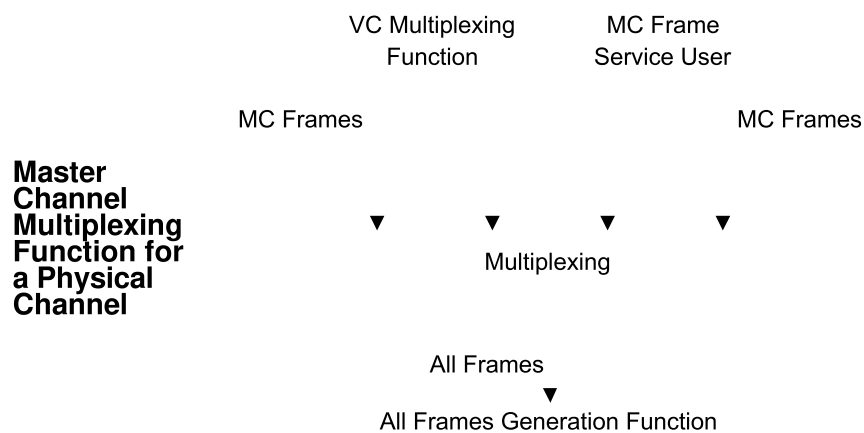 VC Multiplexing
Function
MC Frame
Service User
MC Frames
MC Frames
Master
Channel
Multiplexing
Function for
a Physical
Channel
Multiplexing
All Frames
All Frames Generation Function